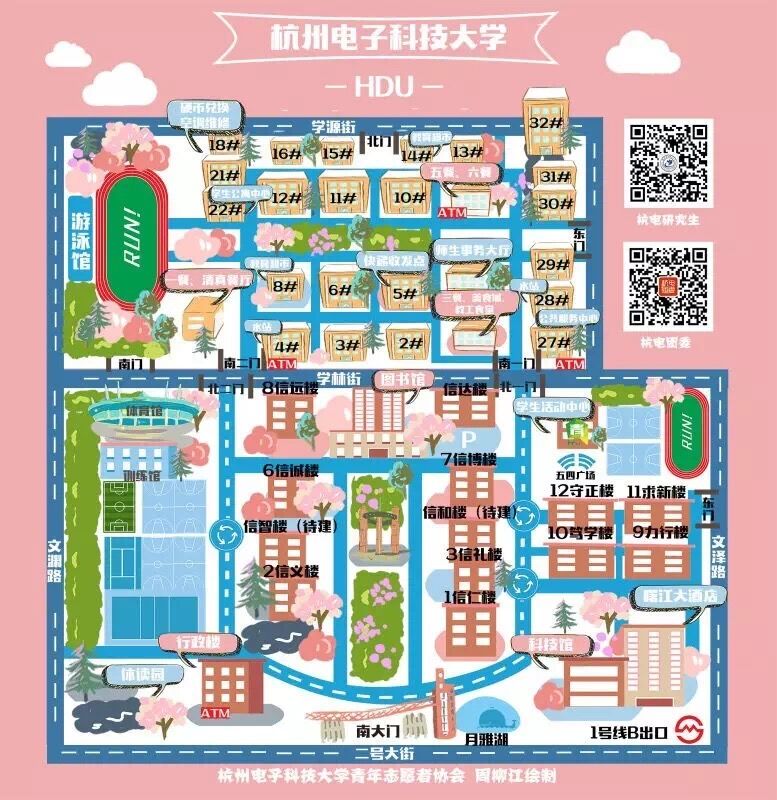 杭州电子科技大学
HDU
硬币兑换
空调维修
学源街
北门
教育超市
18#
16#
15#
14#
13#
32#
五餐、六餐
21#
学生公寓中心
22#
12#
11#
10#
ATM
31#
30#
杭电研究生
游泳馆
RUN!
东门
师生事务大厅
教育超市
快递收发点
29#
一餐、清真餐厅
8#
6#
5#
三餐、美食城、
教工食堂
水站
28#
公共服务中心
水站
4#
3#
2#
27#
杭电团委
南门
南二门
ATM
南一门
ATM
学林街
北二门
北一门
8信远楼
图书馆
信达楼
体育馆
学生活动中心
青
RUN!
P
训练馆
6信诚楼
7信博楼
五四广场
12守正楼
11求新楼
东门
信智楼（待建）
信和楼（待建）
10笃学楼
9力行楼
文渊路
2信义楼
3信礼楼
文泽路
1信仁楼
曙江大酒店
行政楼
科技馆
休读园
ATM
南大门
月雅湖
1号线B出口
二号大街
杭州电子科技大学青年志愿者协会 周柳江绘制